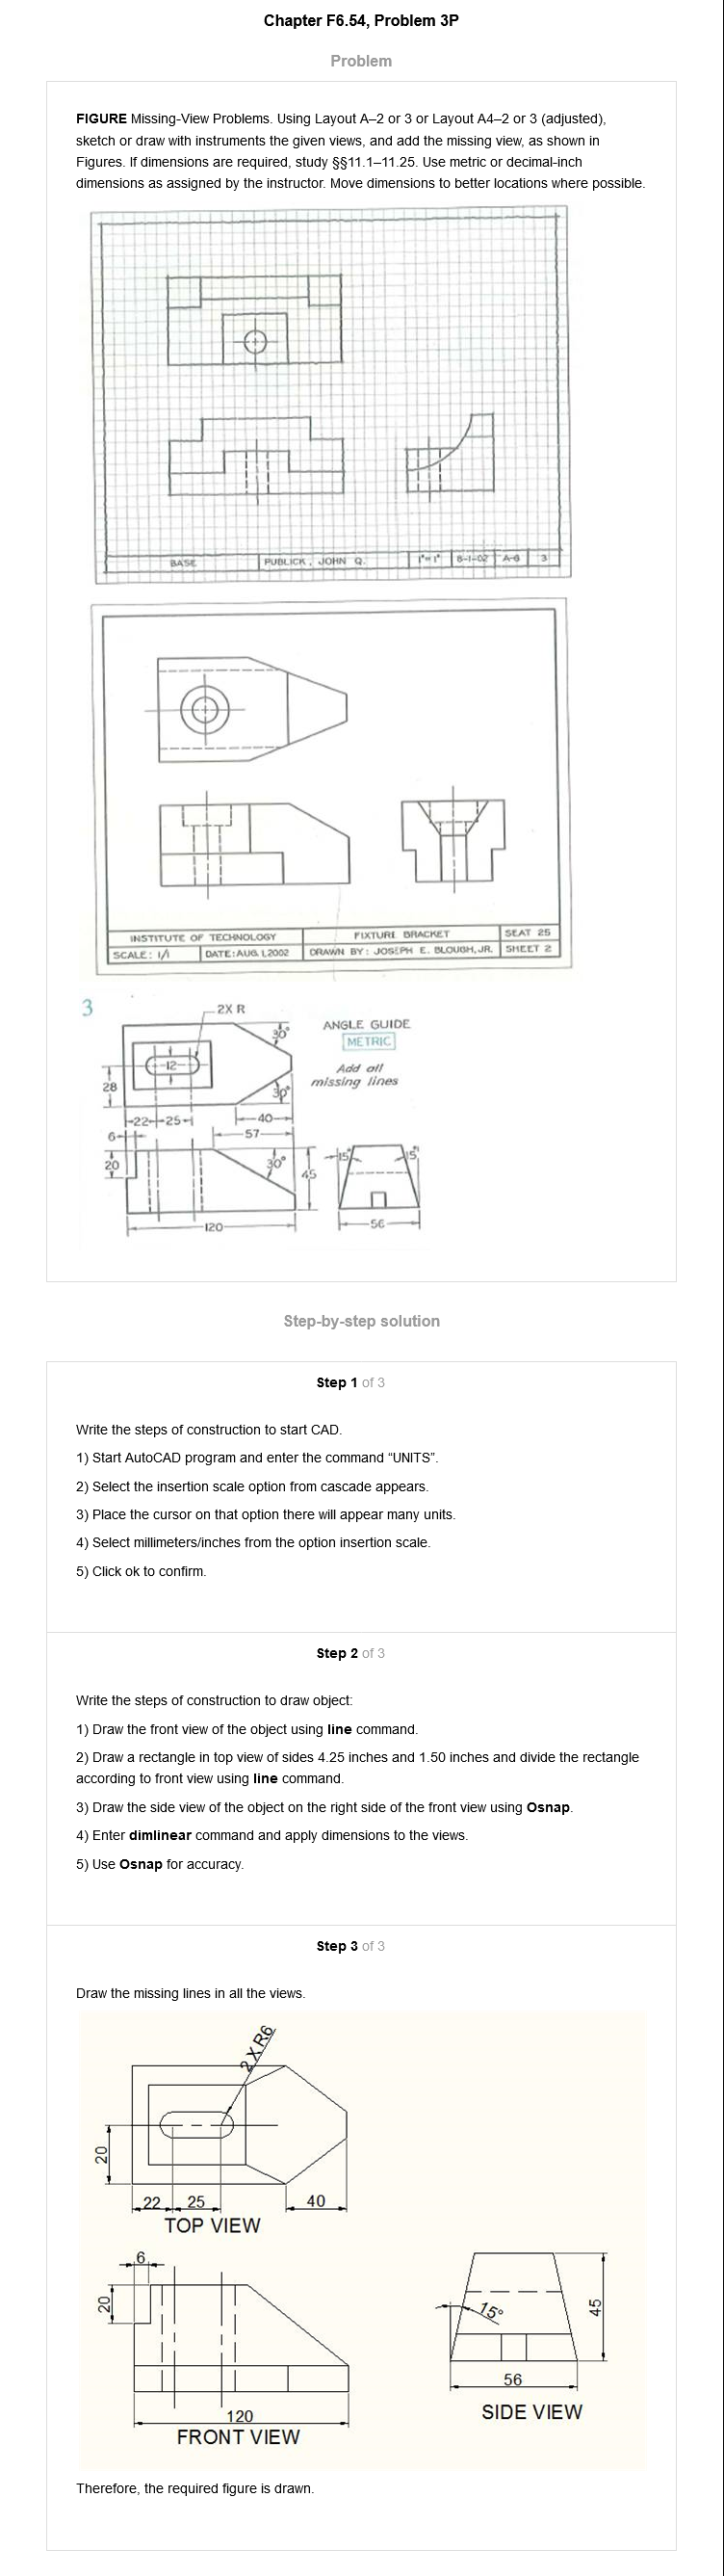 Chapter F6.54, Problem 3P
Problem
FIGURE Missing-View Problems. Using Layout A–2 or 3 or Layout A4–2 or 3 (adjusted),
sketch or draw with instruments the given views, and add the missing view, as shown in
Figures. If dimensions are required, study §§11.1–11.25. Use metric or decimal-inch
dimensions as assigned by the instructor. Move dimensions to better locations where possible.
BASE
PUBLICK, JOHN Q.
1"=1"
8-1-02
A-6
3
INSTITUTE OF TECHNOLOGY
FIXTURE BRACKET
SEAT 25
SCALE: 1/1
DATE:AUG. 1,2002
DRAWN BY: JOSEPH E. BLOUGH, JR.
SHEET 2
3
2X R
30°
ANGLE GUIDE
METRIC
12
Add all
missing lines
28
30°
22
25
40
6
57
20
30°
45
15°
15°
120
56
Step-by-step solution
Step 1 of 3
Write the steps of construction to start CAD.
1) Start AutoCAD program and enter the command “UNITS”.
2) Select the insertion scale option from cascade appears.
3) Place the cursor on that option there will appear many units.
4) Select millimeters/inches from the option insertion scale.
5) Click ok to confirm.
Step 2 of 3
Write the steps of construction to draw object:
1) Draw the front view of the object using line command.
2) Draw a rectangle in top view of sides 4.25 inches and 1.50 inches and divide the rectangle
according to front view using line command.
3) Draw the side view of the object on the right side of the front view using Osnap.
4) Enter dimlinear command and apply dimensions to the views.
5) Use Osnap for accuracy.
Step 3 of 3
Draw the missing lines in all the views.
2 X R6
20
22
25
40
TOP VIEW
6
20
15°
45
56
120
SIDE VIEW
FRONT VIEW
Therefore, the required figure is drawn.